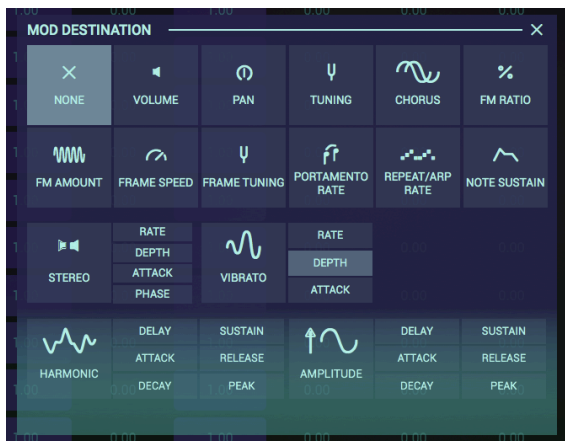 MOD DESTINATION
NONE
VOLUME
PAN
TUNING
CHORUS
FM RATIO
FM AMOUNT
FRAME SPEED
FRAME TUNING
PORTAMENTO
RATE
REPEAT/ARP
RATE
NOTE SUSTAIN
STEREO
RATE
DEPTH
ATTACK
PHASE
VIBRATO
RATE
DEPTH
ATTACK
HARMONIC
DELAY
SUSTAIN
ATTACK
RELEASE
DECAY
PEAK
AMPLITUDE
DELAY
SUSTAIN
ATTACK
RELEASE
DECAY
PEAK